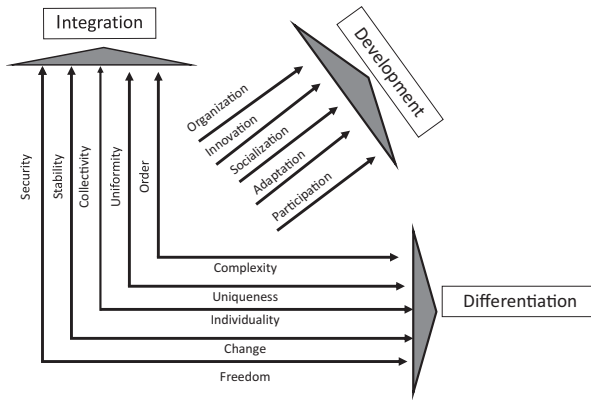 Integration
Development
Organization
Innovation
Socialization
Adaptation
Participation
Security
Stability
Collectivity
Uniformity
Order
Complexity
Uniqueness
Individuality
Change
Freedom
Differentiation